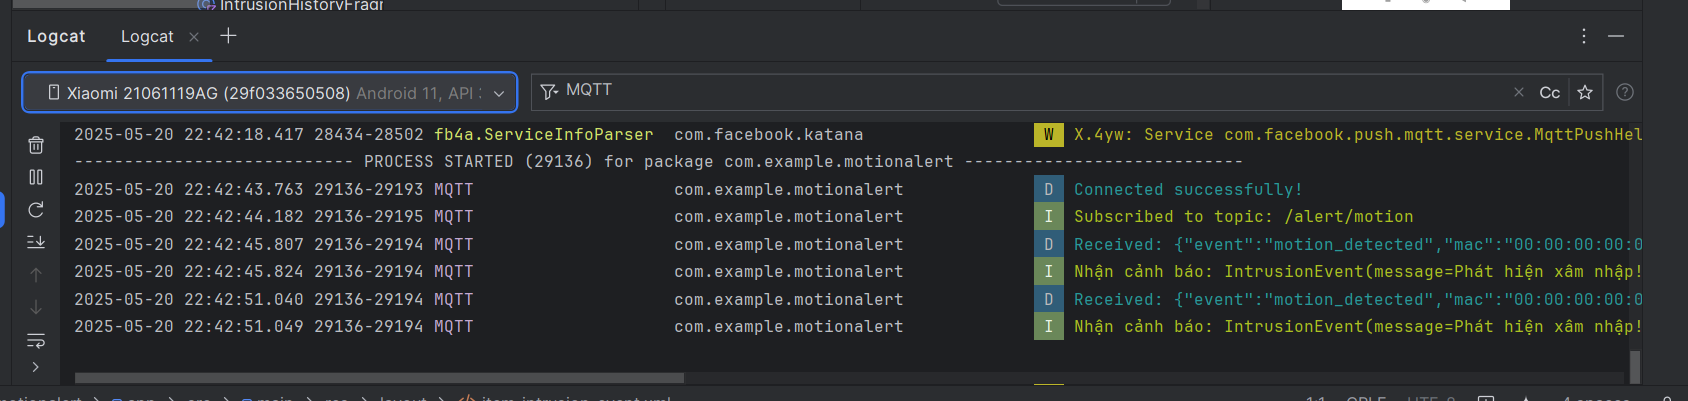 IntrusionHistoryFragr
Logcat Logcat
Xiaomi 21061119AG (29f033650508) Android 11, API MQTT Cc
2025-05-20 22:42:18.417 28434-28502 fb4a.ServiceInfoParser com.facebook.katana W X.4yw: Service com.facebook.push.mqtt.service.MqttPushHel
---------------------------- PROCESS STARTED (29136) for package com.example.motionalert ----------------------------
2025-05-20 22:42:43.763 29136-29193 MQTT com.example.motionalert D Connected successfully!
2025-05-20 22:42:44.182 29136-29195 MQTT com.example.motionalert I Subscribed to topic: /alert/motion
2025-05-20 22:42:45.807 29136-29194 MQTT com.example.motionalert D Received: {"event":"motion_detected","mac":"00:00:00:00:0
2025-05-20 22:42:45.824 29136-29194 MQTT com.example.motionalert I Nhận cảnh báo: IntrusionEvent(message=Phát hiện xâm nhập!
2025-05-20 22:42:51.040 29136-29194 MQTT com.example.motionalert D Received: {"event":"motion_detected","mac":"00:00:00:00:0
2025-05-20 22:42:51.049 29136-29194 MQTT com.example.motionalert I Nhận cảnh báo: IntrusionEvent(message=Phát hiện xâm nhập!